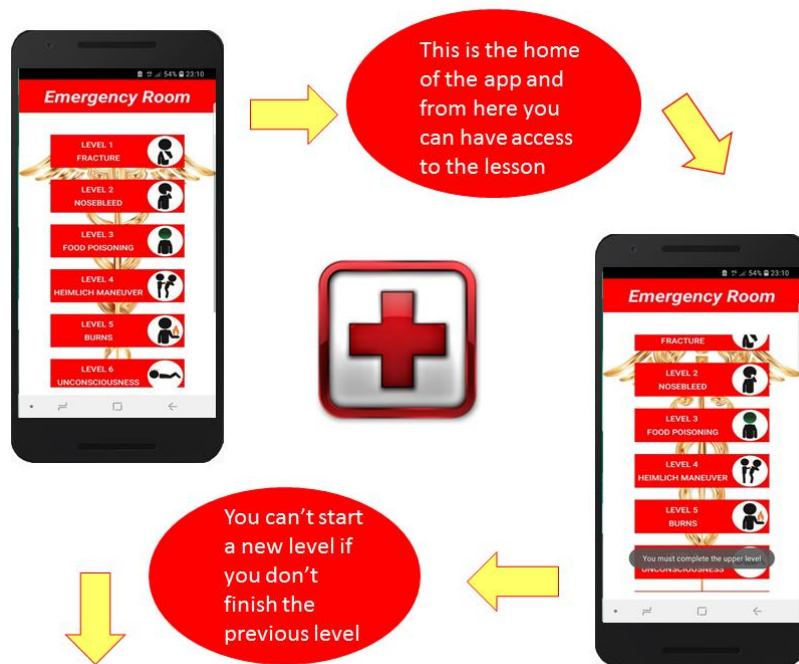 54% 23:10
Emergency Room
LEVEL 1
FRACTURE
LEVEL 2
NOSEBLEED
LEVEL 3
FOOD POISONING
LEVEL 4
HEIMLICH MANEUVER
LEVEL 5
BURNS
LEVEL 6
UNCONSCIOUSNESS
This is the home
of the app and
from here you
can have access
to the lesson
54% 23:10
Emergency Room
FRACTURE
LEVEL 2
NOSEBLEED
LEVEL 3
FOOD POISONING
LEVEL 4
HEIMLICH MANEUVER
LEVEL 5
BURNS
You must complete the upper level
UNCONSCIOUSNESS
You can't start
a new level if
you don't
finish the
previous level